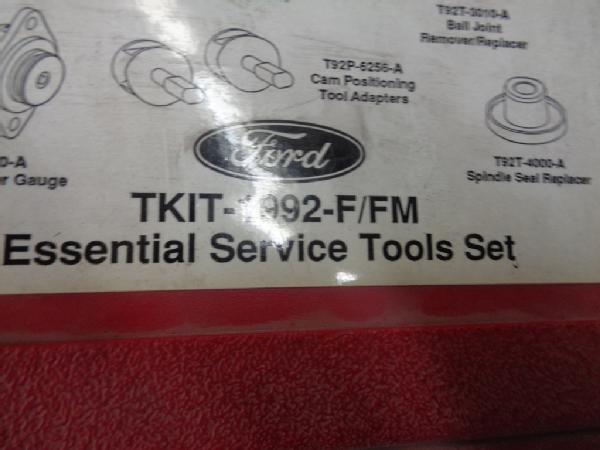 T92T-3010-A
Ball Joint
Remover/Replacer
T92P-6256-A
Cam Positioning
Tool Adapters
T92T-4000-A
Spindle Seal Replacer
0-A
r Gauge
Ford
TKIT-1992-F/FM
Essential Service Tools Set